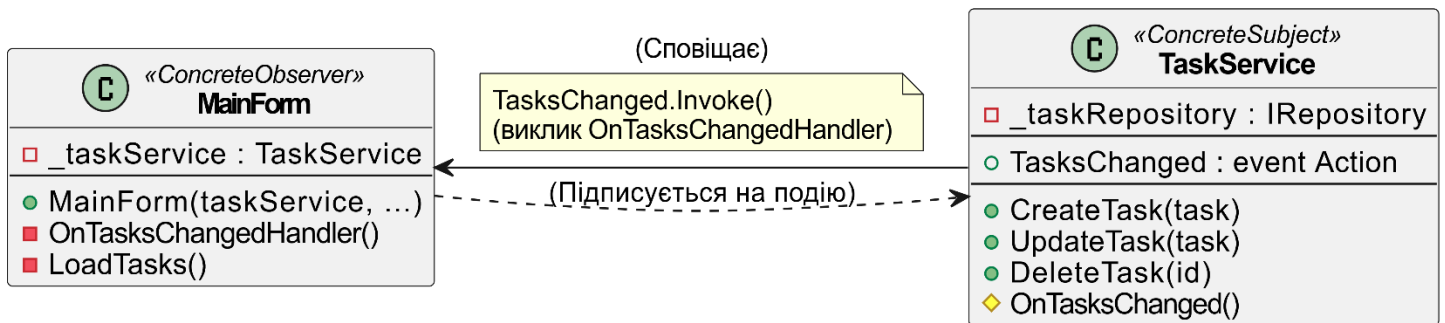 C «ConcreteObserver»
MainForm
_taskService : TaskService
MainForm(taskService, ...)
OnTasksChangedHandler()
LoadTasks()
(Сповіщає)
TasksChanged.Invoke()
(виклик OnTasksChangedHandler)
(Підписується на подію)
C «ConcreteSubject»
TaskService
_taskRepository : IRepository
TasksChanged : event Action
CreateTask(task)
UpdateTask(task)
DeleteTask(id)
OnTasksChanged()